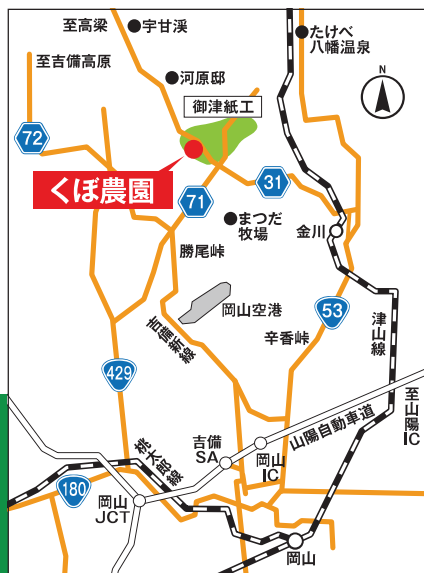 至高梁
宇甘渓
たけべ
八幡温泉
至吉備高原
河原邸
N
御津紙工
72
くぼ農園
31
71
まつだ
牧場
金川
勝尾峠
岡山空港
53
吉備新線
辛香峠
津山線
429
至山陽IC
山陽自動車道
桃太郎線
吉備
SA
岡山
IC
180
岡山
JCT
岡山